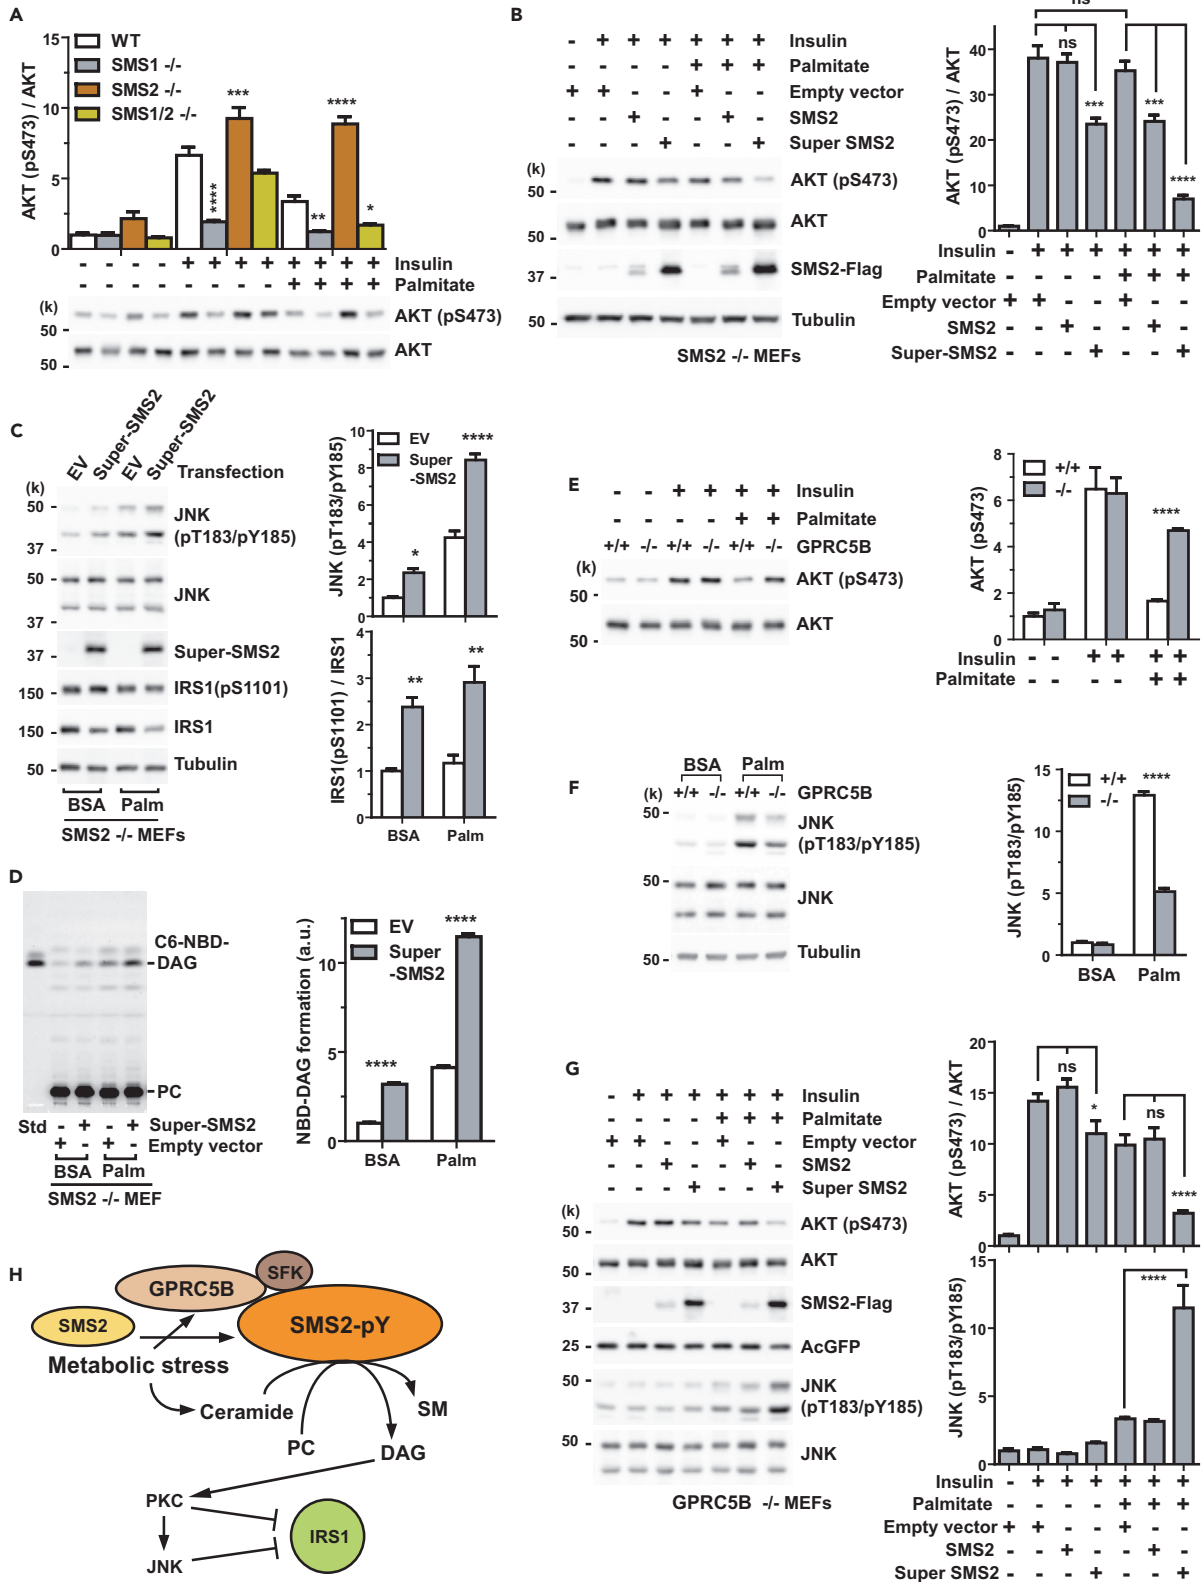 A
WT
SMS1 -/-
SMS2 -/-
SMS1/2 -/-
AKT (pS473) / AKT
15
10
5
0
****
***
**
****
*
- - - - + + + + + + + + Insulin
- - - - - - - - + + + + Palmitate
(k)
50 - AKT (pS473)
50 - AKT
B
- + + + + + + Insulin
- - - - + + + Palmitate
+ + - - + - - Empty vector
- - + - - + - SMS2
- - - + - - + Super SMS2
(k)
50 - AKT (pS473)
50 - AKT
37 - SMS2-Flag
50 - Tubulin
SMS2 -/- MEFs
AKT (pS473) / AKT
40
30
20
10
0
ns
ns
***
***
****
Insulin - + + + + + +
Palmitate - - - - + + +
Empty vector + + - - + - -
SMS2 - - + - - + -
Super-SMS2 - - - + - - +
C
EV Super-SMS2 EV Super-SMS2 Transfection
(k)
50 - JNK
(pT183/pY185)
37 -
50 - JNK
37 -
37 - Super-SMS2
150 - IRS1(pS1101)
150 - IRS1
50 - Tubulin
BSA Palm
SMS2 -/- MEFs
JNK (pT183/pY185)
10
8
6
4
2
0
EV
Super
-SMS2
*
****
IRS1(pS1101) / IRS1
4
3
2
1
0
**
**
BSA Palm
D
C6-NBD-
DAG
PC
Std - + - + Super-SMS2
+ - + - Empty vector
BSA Palm
SMS2 -/- MEF
NBD-DAG formation (a.u.)
10
5
0
EV
Super
-SMS2
****
****
BSA Palm
E
- - + + + + Insulin
- - - - + + Palmitate
+/+ -/- +/+ -/- +/+ -/- GPRC5B
(k)
50 - AKT (pS473)
50 - AKT
AKT (pS473)
8
6
4
2
0
+/+
-/-
****
Insulin - - + + + +
Palmitate - - - - + +
F
BSA Palm
(k) +/+ -/- +/+ -/- GPRC5B
50 - JNK
(pT183/pY185)
50 - JNK
50 - Tubulin
JNK (pT183/pY185)
15
10
5
0
+/+
-/-
****
BSA Palm
G
- + + + + + + Insulin
- - - - + + + Palmitate
+ + - - + - - Empty vector
- - + - - + - SMS2
- - - + - - + Super SMS2
(k)
50 - AKT (pS473)
50 - AKT
37 - SMS2-Flag
25 - AcGFP
50 - JNK
(pT183/pY185)
50 - JNK
GPRC5B -/- MEFs
AKT (pS473) / AKT
20
15
10
5
0
ns
*
ns
****
JNK (pT183/pY185)
15
10
5
0
****
Insulin - + + + + + +
Palmitate - - - - + + +
Empty vector + + - - + - -
SMS2 - - + - - + -
Super SMS2 - - - + - - +
H
SFK
GPRC5B
SMS2
SMS2-pY
Metabolic stress
Ceramide
SM
PC
DAG
PKC
IRS1
JNK